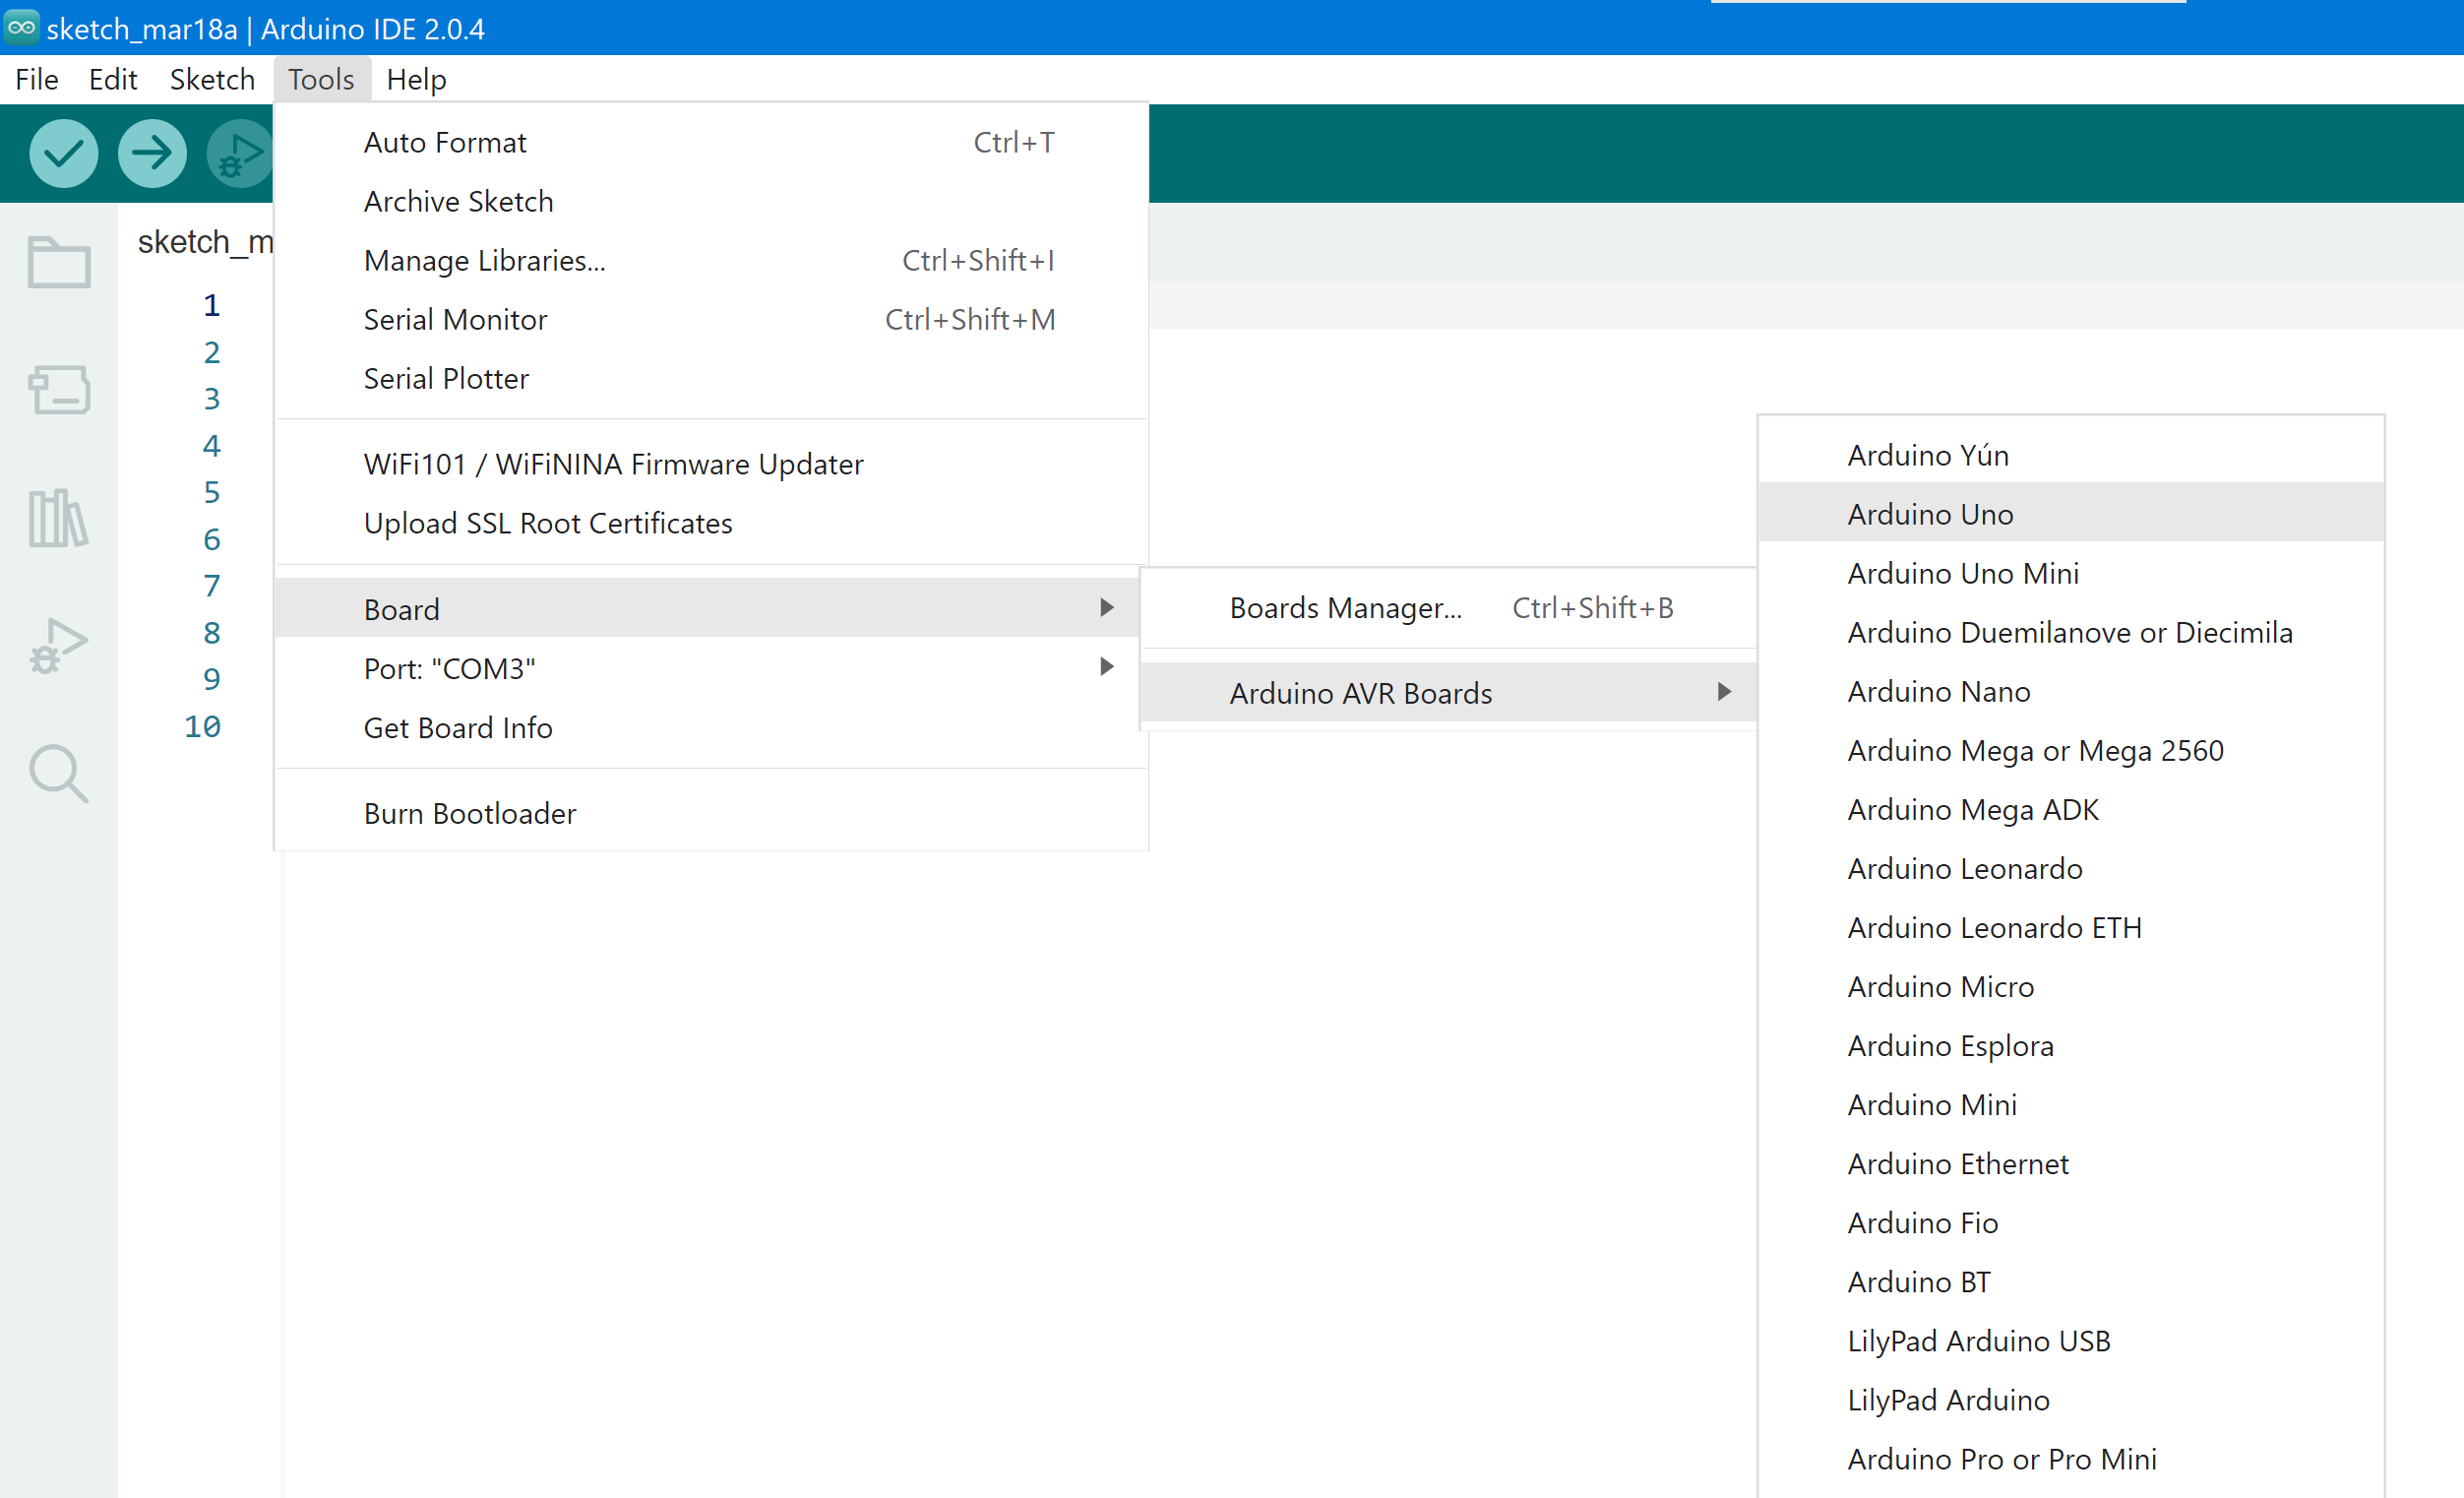 sketch_mar18a | Arduino IDE 2.0.4
File Edit Sketch Tools Help
sketch_m
1
2
3
4
5
6
7
8
9
10
Auto Format Ctrl+T
Archive Sketch
Manage Libraries... Ctrl+Shift+I
Serial Monitor Ctrl+Shift+M
Serial Plotter
WiFi101 / WiFiNINA Firmware Updater
Upload SSL Root Certificates
Board
Port: "COM3"
Get Board Info
Burn Bootloader
Boards Manager... Ctrl+Shift+B
Arduino AVR Boards
Arduino Yún
Arduino Uno
Arduino Uno Mini
Arduino Duemilanove or Diecimila
Arduino Nano
Arduino Mega or Mega 2560
Arduino Mega ADK
Arduino Leonardo
Arduino Leonardo ETH
Arduino Micro
Arduino Esplora
Arduino Mini
Arduino Ethernet
Arduino Fio
Arduino BT
LilyPad Arduino USB
LilyPad Arduino
Arduino Pro or Pro Mini